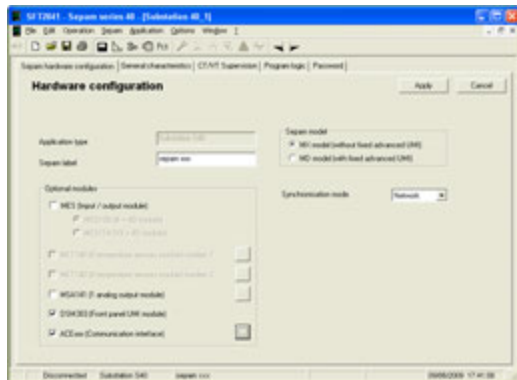 SFT2841 - Sepam series 40 - [Substation 40_1]
File Edit Operation Sepam Application Options Window ?
Sepam hardware configuration General characteristics CT/VT Supervision Program logic Password
Hardware configuration
Apply Cancel
Application type Substation S40
Sepam label sepam xxx
Sepam model
MX model (without fixed advanced UMI)
MD model (with fixed advanced UMI)
Synchronisation mode Network
Optional modules
MES (Input / output module)
MSA141 (1 analog output module)
DSM303 (Front panel UMI module)
ACExxx (Communication interface)
Disconnected Substation S40 sepam xxx 17:41:08